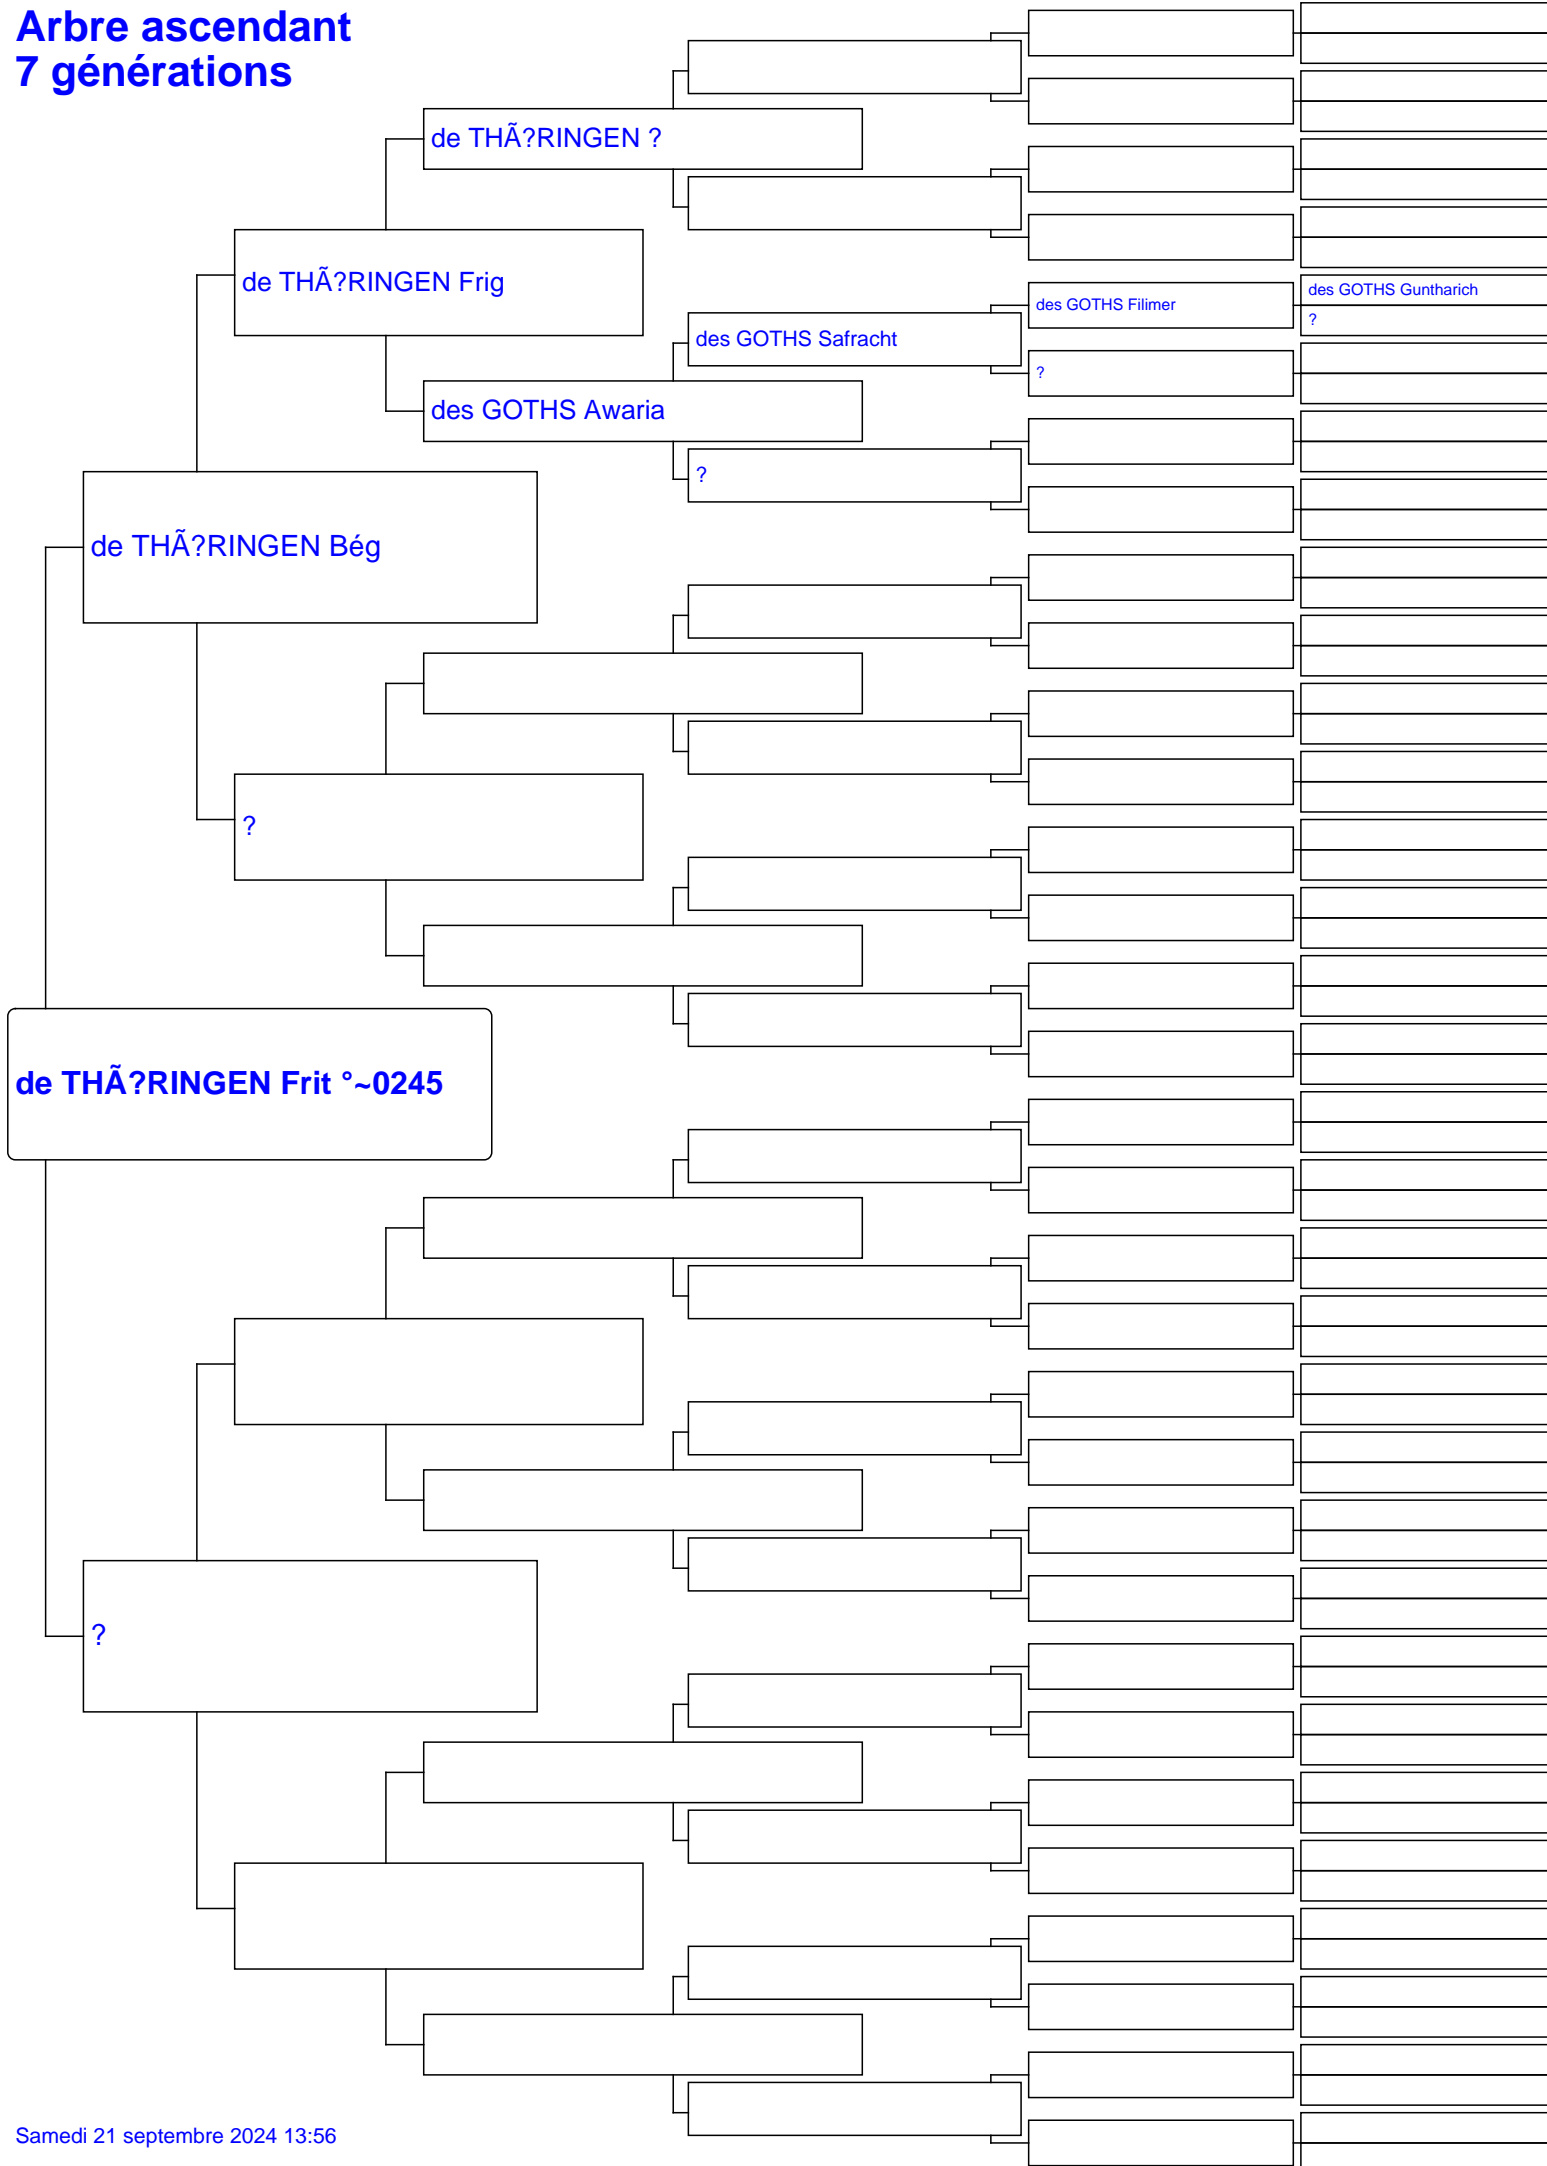 Arbre ascendant
7 générations
de THÃ?RINGEN ?
de THÃ?RINGEN Frig
des GOTHS Guntharich
des GOTHS Filimer
?
des GOTHS Safracht
?
des GOTHS Awaria
?
de THÃ?RINGEN Bég
?
de THÃ?RINGEN Frit °~0245
?
Samedi 21 septembre 2024 13:56